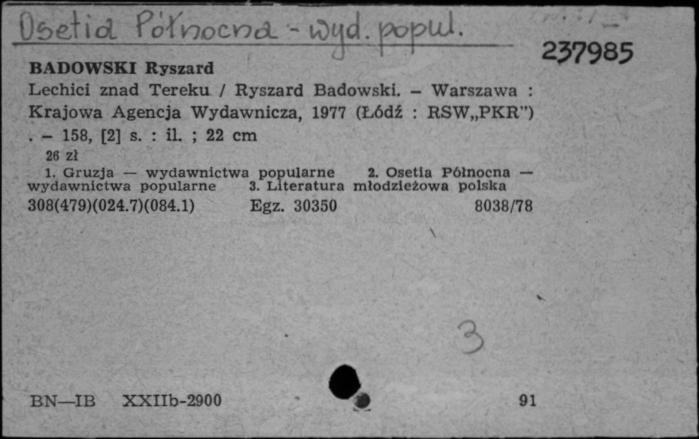 Osetia Północna - wyd. popul.
237985
BADOWSKI Ryszard
Lechici znad Tereku / Ryszard Badowski. — Warszawa :
Krajowa Agencja Wydawnicza, 1977 (Łódź : RSW„PKR”)
. — 158, [2] s. : il. ; 22 cm
26 zł
1. Gruzja — wydawnictwa popularne 2. Osetia Północna —
wydawnictwa popularne 3. Literatura młodzieżowa polska
308(479)(024.7)(084.1) Egz. 30350 8038/78
3
BN—IB XXIIb-2900 91